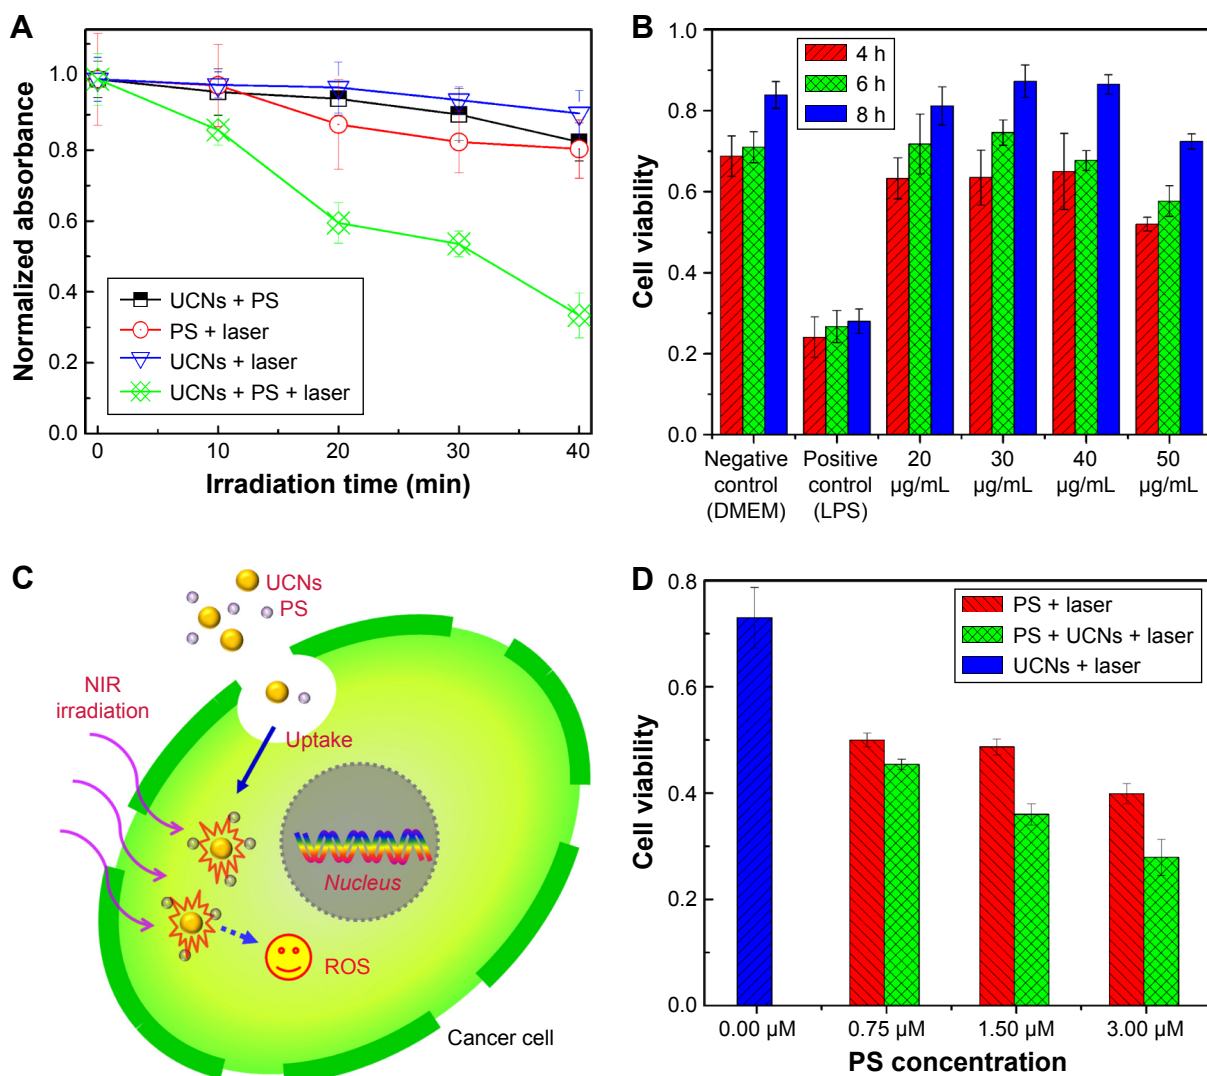 A
Normalized absorbance
1.0
0.8
0.6
0.4
0.2
0.0
UCNs + PS
PS + laser
UCNs + laser
UCNs + PS + laser
0 10 20 30 40
Irradiation time (min)
B
Cell viability
1.0
0.8
0.6
0.4
0.2
0.0
4 h
6 h
8 h
Negative control (DMEM)
Positive control (LPS)
20 µg/mL
30 µg/mL
40 µg/mL
50 µg/mL
C
UCNs
PS
NIR
irradiation
Uptake
Nucleus
ROS
Cancer cell
D
Cell viability
0.8
0.6
0.4
0.2
0.0
PS + laser
PS + UCNs + laser
UCNs + laser
0.00 µM 0.75 µM 1.50 µM 3.00 µM
PS concentration